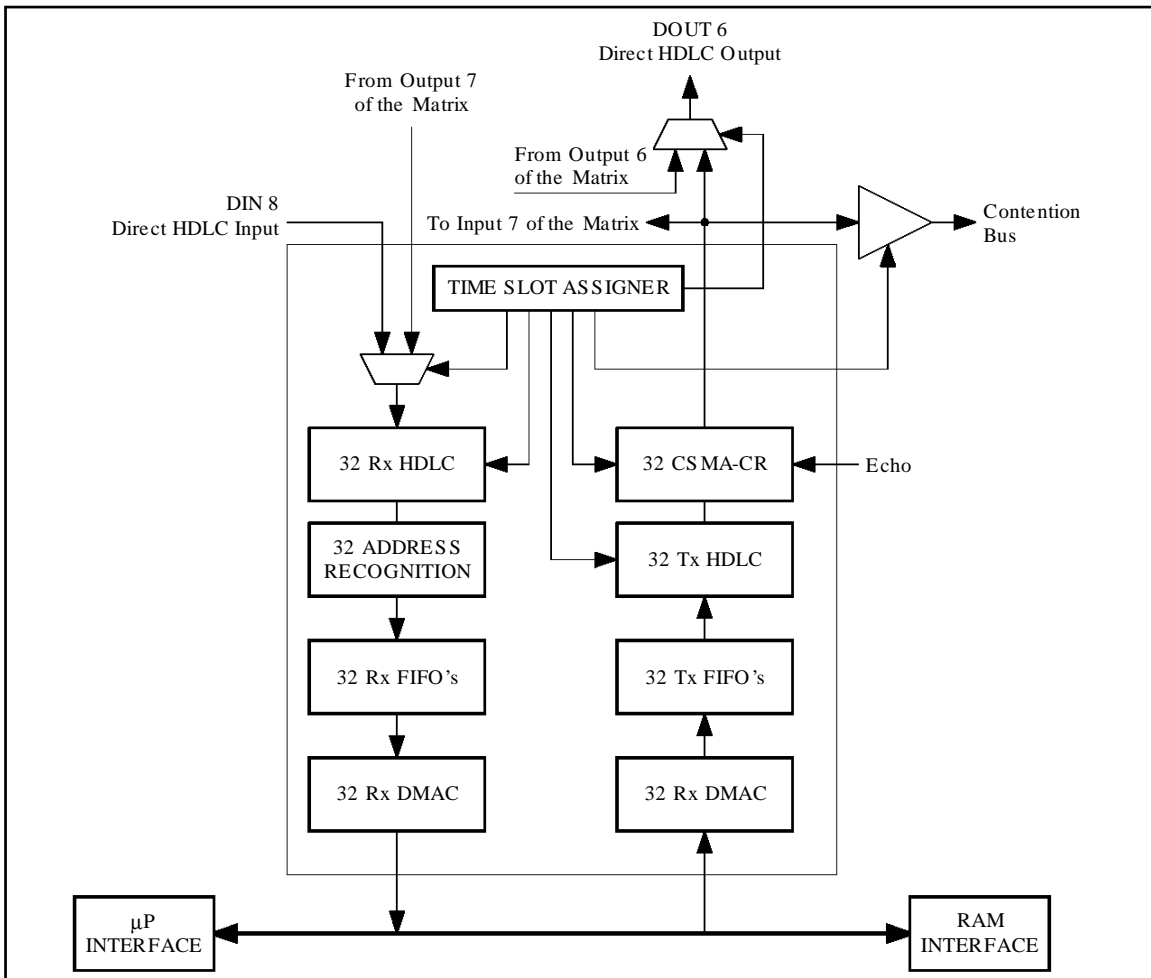 DOUT 6
Direct HDLC Output
From Output 7
of the Matrix
From Output 6
of the Matrix
DIN 8
Direct HDLC Input
To Input 7 of the Matrix
Contention
Bus
TIME SLOT ASSIGNER
32 Rx HDLC
32 CSMA-CR
Echo
32 ADDRESS
RECOGNITION
32 Tx HDLC
32 Rx FIFO's
32 Tx FIFO's
32 Rx DMAC
32 Rx DMAC
µP
INTERFACE
RAM
INTERFACE